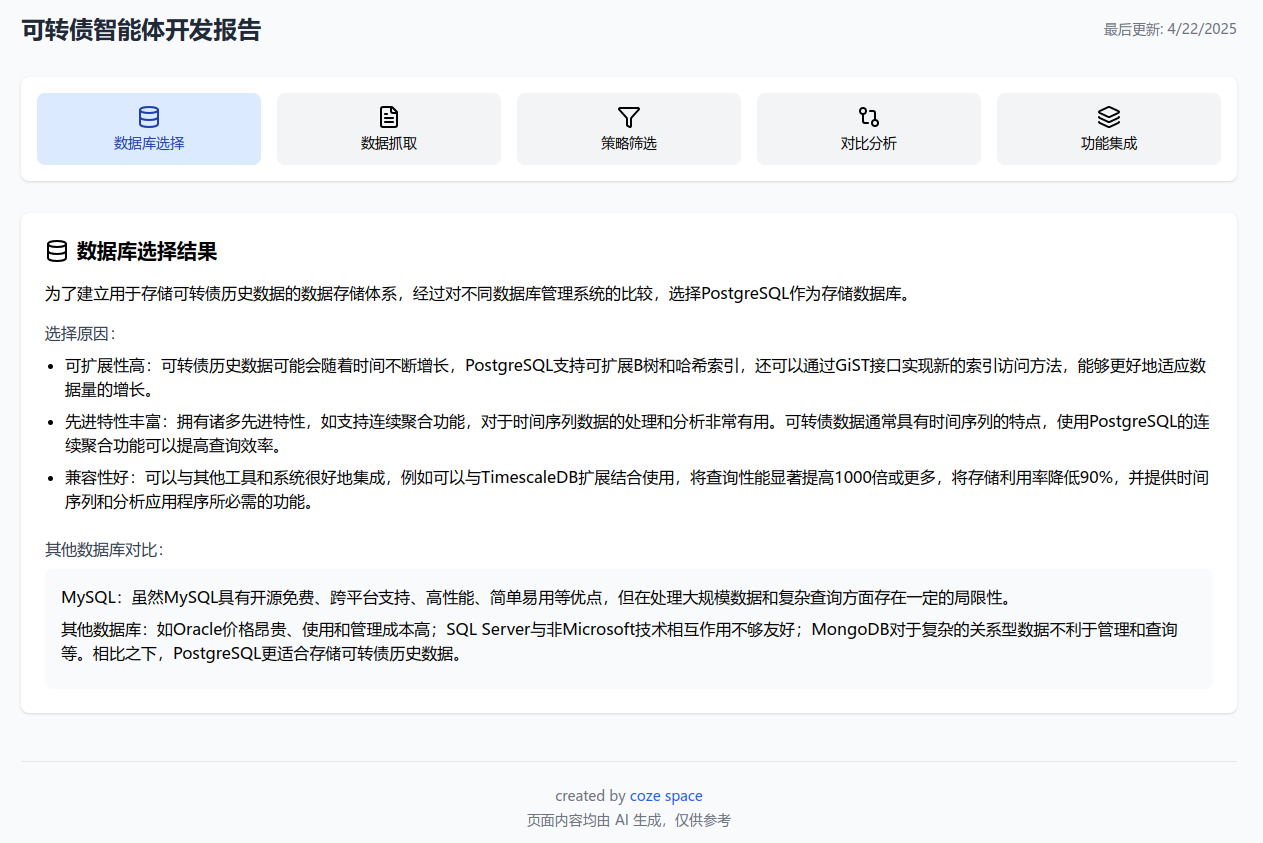 可转债智能体开发报告
最后更新: 4/22/2025
数据库选择
数据抓取
策略筛选
对比分析
功能集成
数据库选择结果
为了建立用于存储可转债历史数据的数据存储体系，经过对不同数据库管理系统的比较，选择PostgreSQL作为存储数据库。
选择原因：
• 可扩展性高：可转债历史数据可能会随着时间不断增长，PostgreSQL支持可扩展B树和哈希索引，还可以通过GiST接口实现新的索引访问方法，能够更好地适应数
据量的增长。
• 先进特性丰富：拥有诸多先进特性，如支持连续聚合功能，对于时间序列数据的处理和分析非常有用。可转债数据通常具有时间序列的特点，使用PostgreSQL的连
续聚合功能可以提高查询效率。
• 兼容性好：可以与其他工具和系统很好地集成，例如可以与TimescaleDB扩展结合使用，将查询性能显著提高1000倍或更多，将存储利用率降低90%，并提供时间
序列和分析应用程序所必需的功能。
其他数据库对比：
MySQL：虽然MySQL具有开源免费、跨平台支持、高性能、简单易用等优点，但在处理大规模数据和复杂查询方面存在一定的局限性。
其他数据库：如Oracle价格昂贵、使用和管理成本高；SQL Server与非Microsoft技术相互作用不够友好；MongoDB对于复杂的关系型数据不利于管理和查询
等。相比之下，PostgreSQL更适合存储可转债历史数据。
created by coze space
页面内容均由 AI 生成，仅供参考